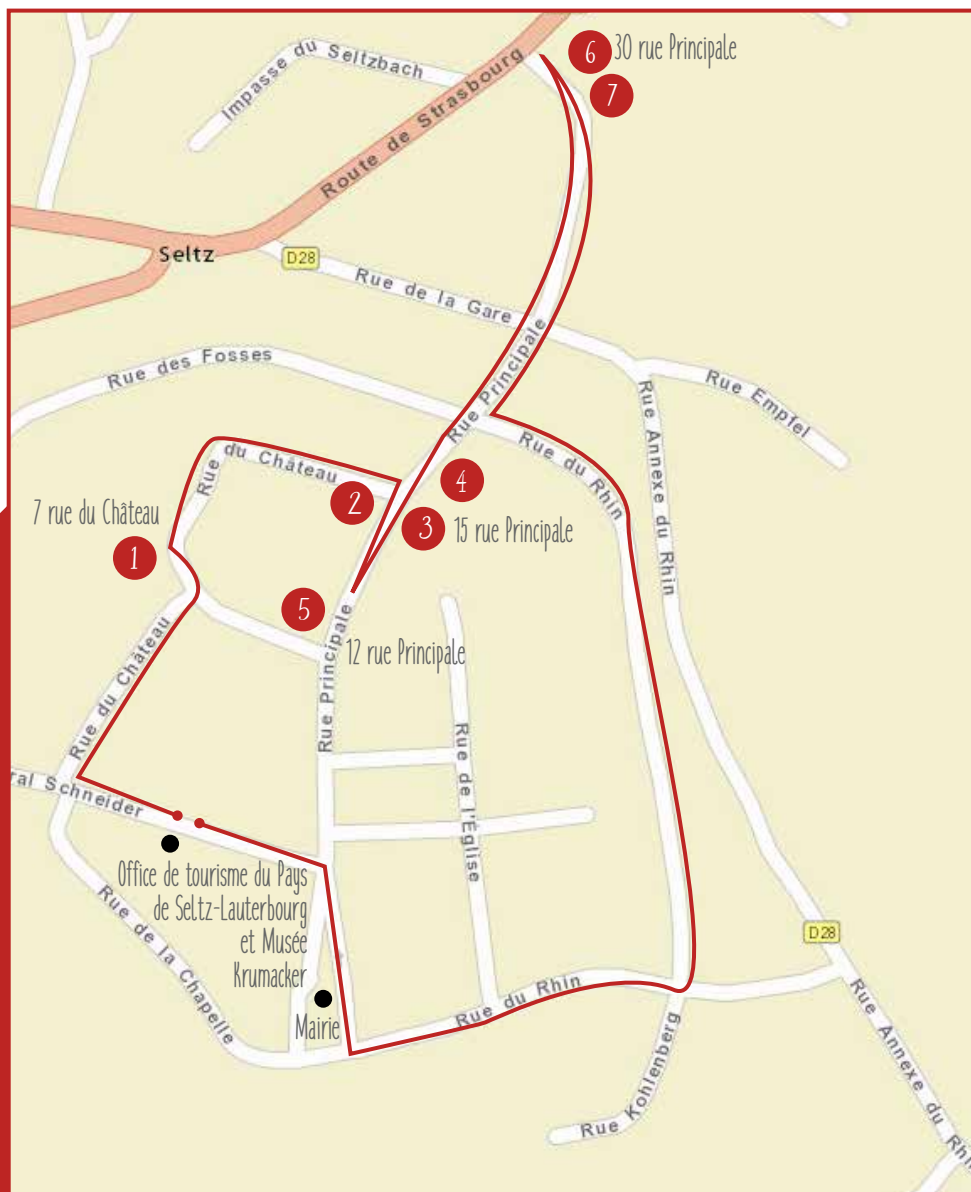 6 30 rue Principale
7
Impasse du Seltzbach
Route de Strasbourg
Seltz
D28
Rue de la Gare
Rue des Fosses
Rue Principale
Rue Empfel
Rue du Château
Rue du Rhin
Rue Annexe du Rhin
4
2
3 15 rue Principale
7 rue du Château
1
5
12 rue Principale
Rue Principale
Rue du Château
Rue de l'Église
ral Schneider
Office de tourisme du Pays
de Seltz-Lauterbourg
et Musée
Krumacker
Rue de la Chapelle
Mairie
Rue du Rhin
D28
Rue Kohlenberg
Rue Annexe du Rhin